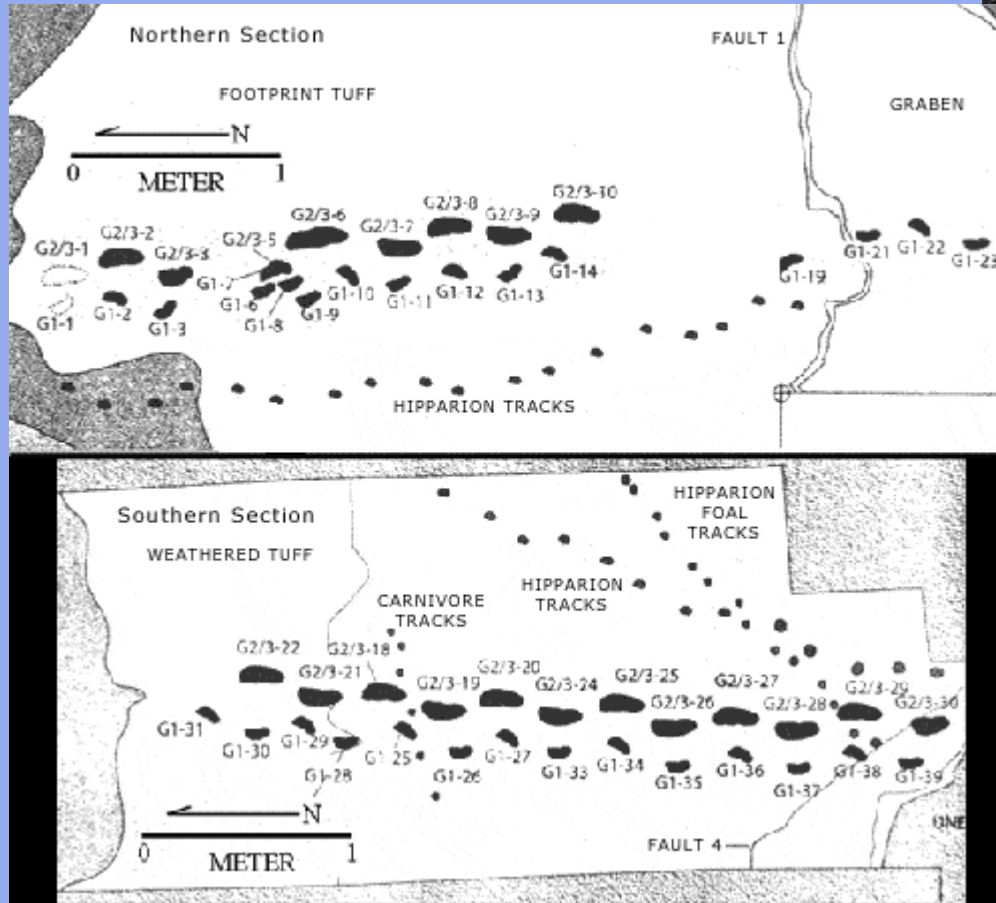 Northern Section
FAULT 1
FOOTPRINT TUFF
GRABEN
N
0 1
METER
G2/3-1
G2/3-2
G2/3-3
G2/3-5
G2/3-6
G2/3-7
G2/3-8
G2/3-9
G2/3-10
G1-1
G1-2
G1-3
G1-7
G1-6
G1-8
G1-9
G1-10
G1-11
G1-12
G1-13
G1-14
G1-19
G1-21
G1-22
G1-23
HIPPARION TRACKS
Southern Section
WEATHERED TUFF
HIPPARION
FOAL
TRACKS
HIPPARION
TRACKS
CARNIVORE
TRACKS
G2/3-22
G2/3-21
G2/3-18
G2/3-19
G2/3-20
G2/3-24
G2/3-25
G2/3-26
G2/3-27
G2/3-28
G2/3-29
G2/3-30
G1-31
G1-30
G1-29
G1-28
G1-25
G1-26
G1-27
G1-33
G1-34
G1-35
G1-36
G1-37
G1-38
G1-39
N
0 1
METER
FAULT 4
ONE